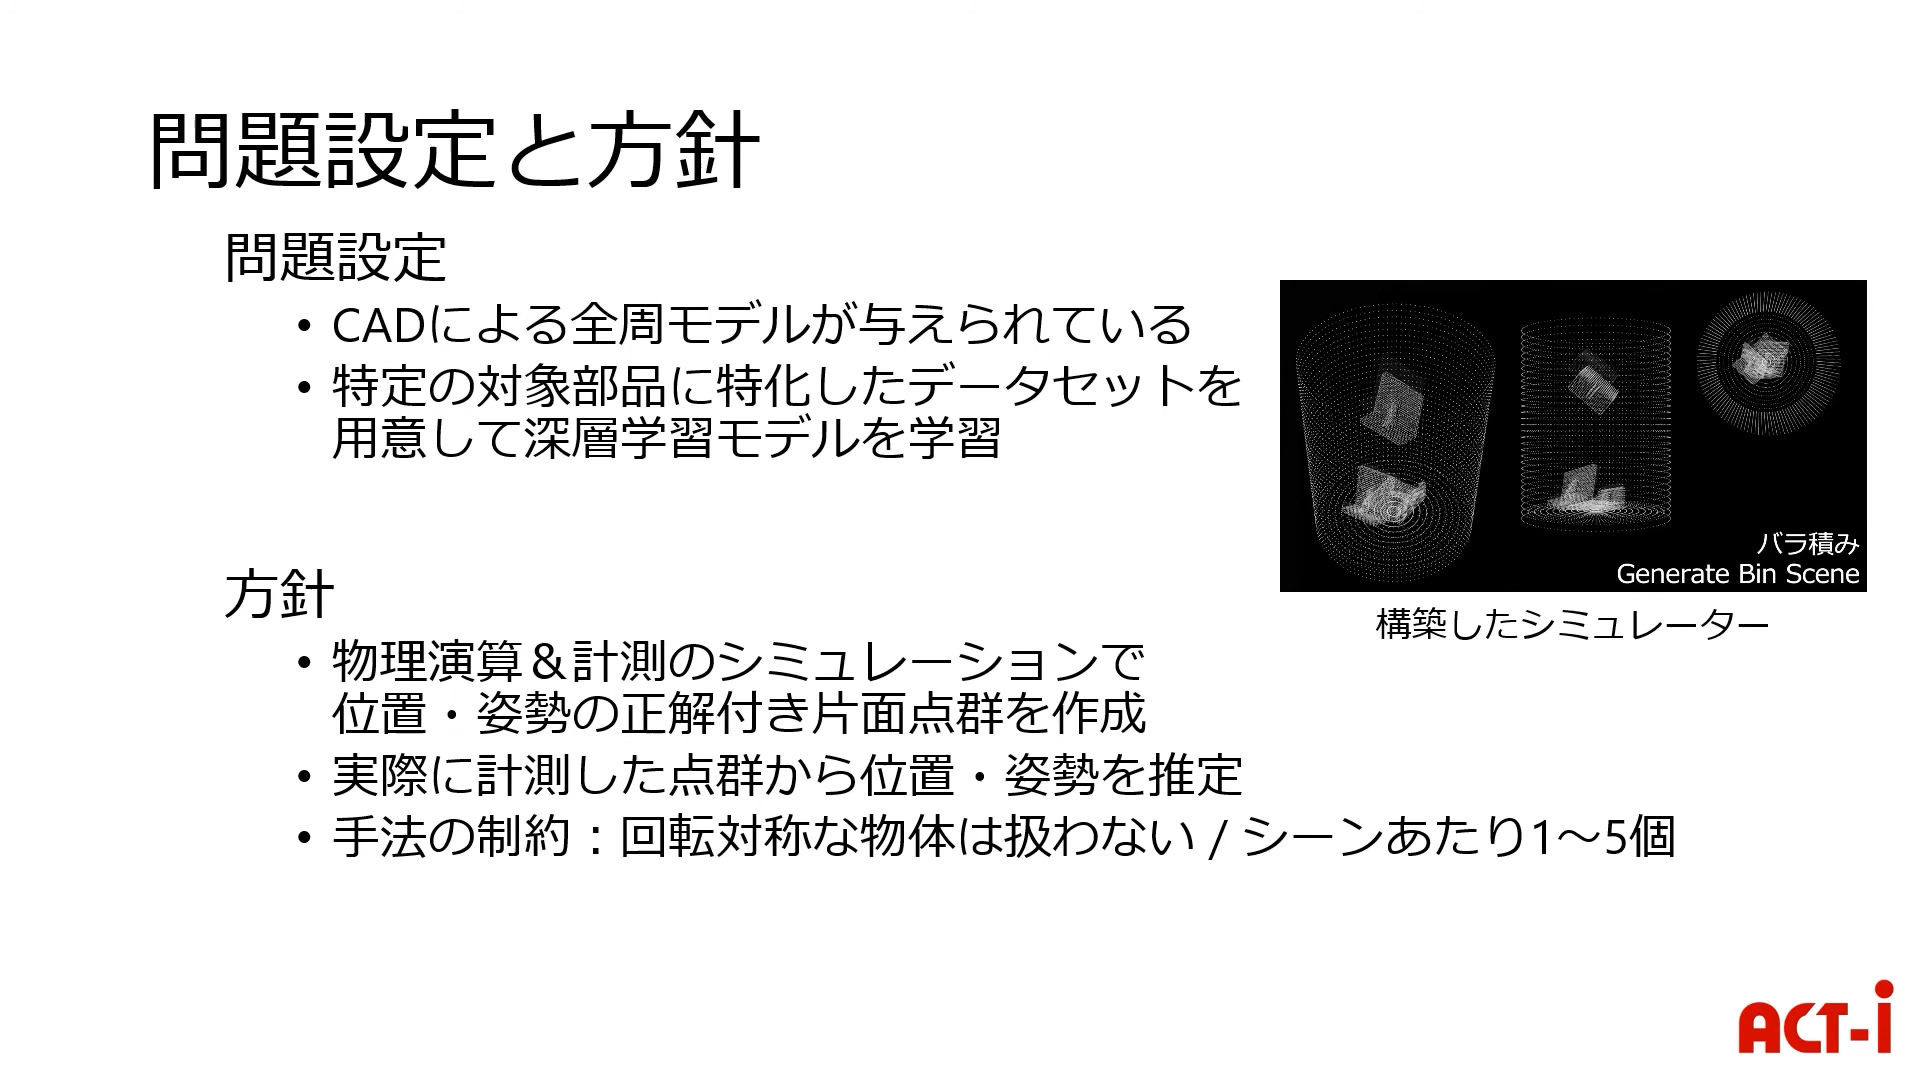 問題設定と方針
問題設定
• CADによる全周モデルが与えられている
• 特定の対象部品に特化したデータセットを
用意して深層学習モデルを学習
バラ積み
Generate Bin Scene
構築したシミュレーター
方針
• 物理演算＆計測のシミュレーションで
位置・姿勢の正解付き片面点群を作成
• 実際に計測した点群から位置・姿勢を推定
• 手法の制約：回転対称な物体は扱わない / シーンあたり1～5個
ACT-i